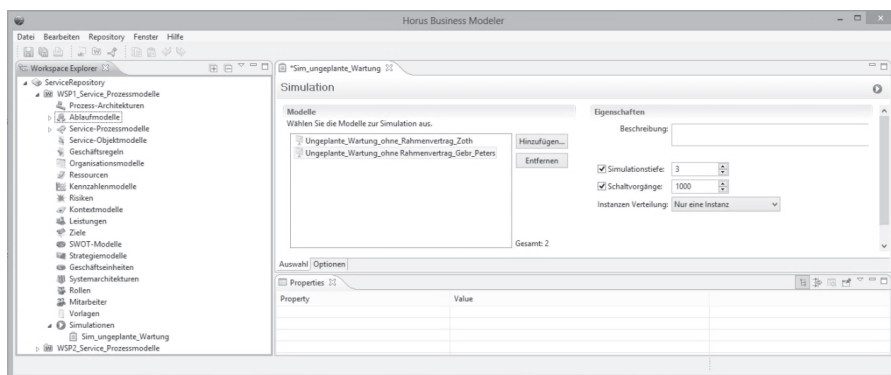 Horus Business Modeler
Datei Bearbeiten Repository Fenster Hilfe
Workspace Explorer
ServiceRepository
WSP1_Service_Prozessmodelle
Prozess-Architekturen
Ablaufmodelle
Service-Prozessmodelle
Service-Objektmodelle
Geschäftsregeln
Organisationsmodelle
Ressourcen
Kennzahlenmodelle
Risiken
Kontextmodelle
Leistungen
Ziele
SWOT-Modelle
Strategiemodelle
Geschäftseinheiten
Systemarchitekturen
Rollen
Mitarbeiter
Vorlagen
Simulationen
Sim_ungeplante_Wartung
WSP2_Service_Prozessmodelle
*Sim_ungeplante_Wartung
Simulation
Modelle
Wählen Sie die Modelle zur Simulation aus.
Ungeplante_Wartung_ohne_Rahmenvertrag_Zoth
Ungeplante_Wartung_ohne Rahmenvertrag_Gebr_Peters
Hinzufügen...
Entfernen
Gesamt: 2
Eigenschaften
Beschreibung:
Simulationstiefe: 3
Schaltvorgänge: 1000
Instanzen Verteilung: Nur eine Instanz
Auswahl Optionen
Properties
Property Value